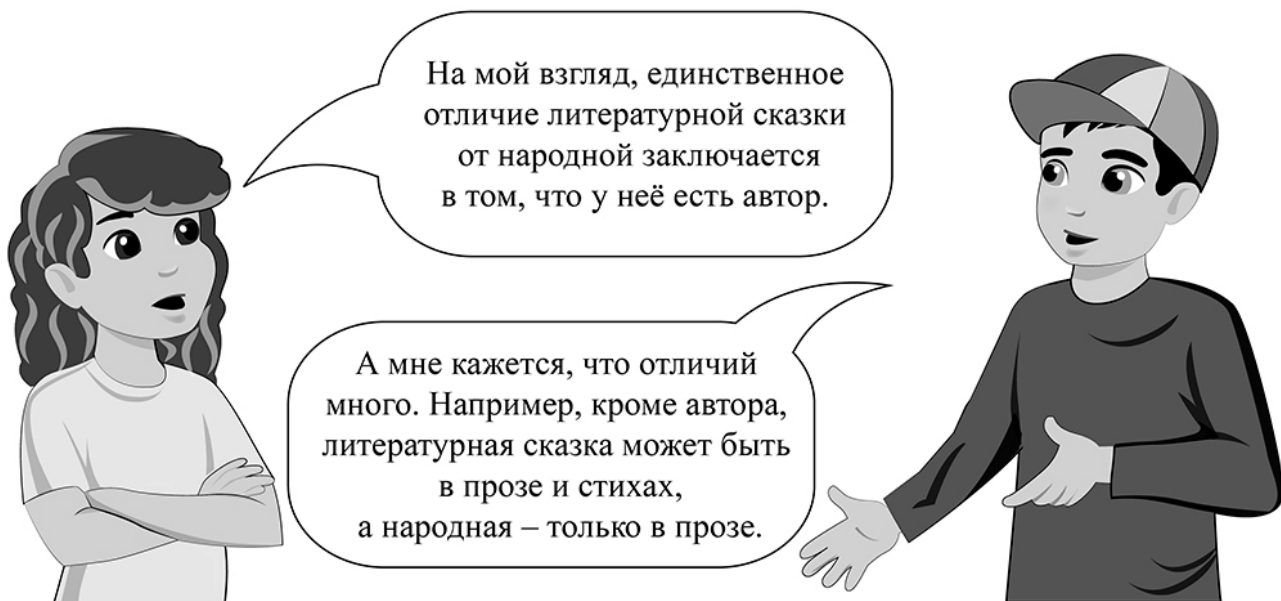 На мой взгляд, единственное
отличие литературной сказки
от народной заключается
в том, что у неё есть автор.
А мне кажется, что отличий
много. Например, кроме автора,
литературная сказка может быть
в прозе и стихах,
а народная – только в прозе.